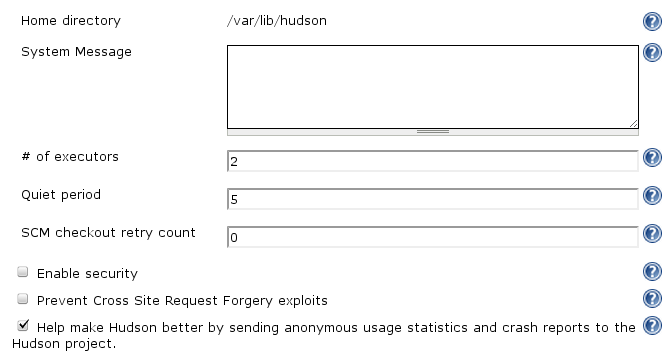 Home directory /var/lib/hudson
System Message
# of executors 2
Quiet period 5
SCM checkout retry count 0
Enable security
Prevent Cross Site Request Forgery exploits
Help make Hudson better by sending anonymous usage statistics and crash reports to the
Hudson project.